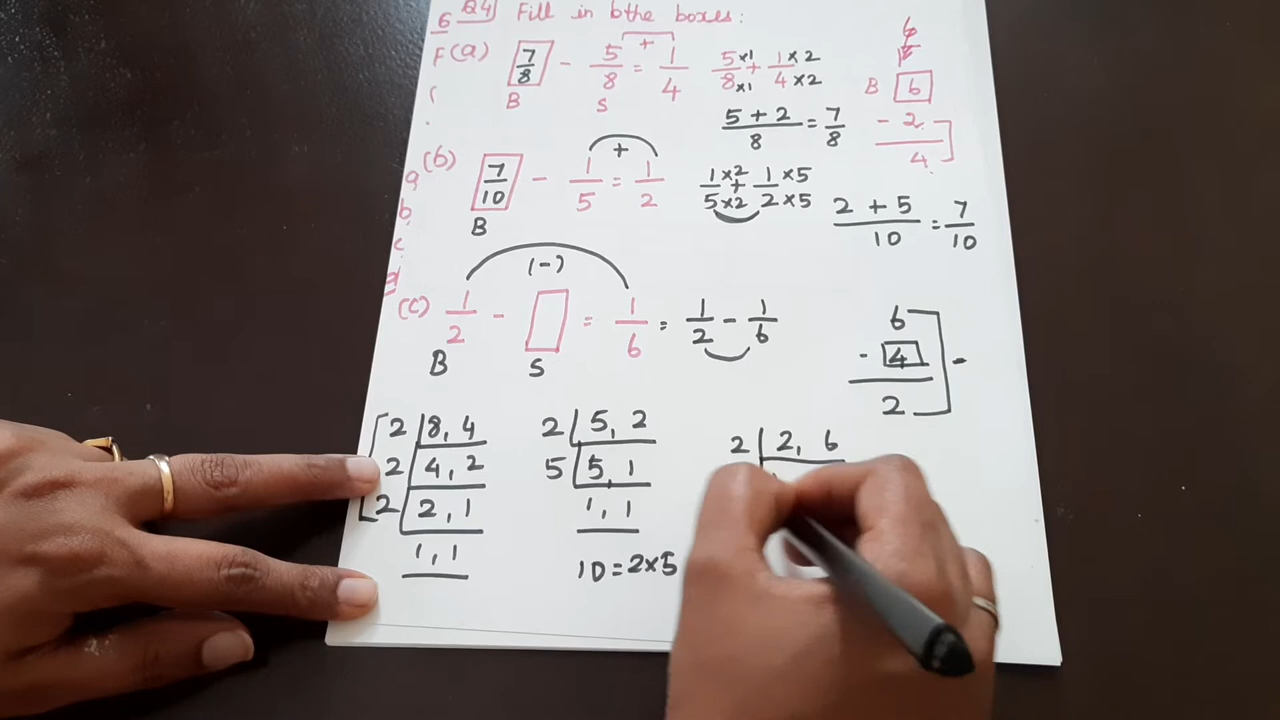 6 Q4 Fill in the boxes:
(a) 7/8 - 5/8 = 1/4
+
B S
5×1/8×1 + 1×2/4×2
5 + 2/8 = 7/8
B 6
- 2
4
(b) 7/10 - 1/5 = 1/2
+
B
1×2/5×2 + 1×5/2×5
2 + 5/10 = 7/10
a
b
c
d
(-)
(c) 1/2 - □ = 1/6 = 1/2 - 1/6
B S
6
- 4
2
-
2 | 8, 4
2 | 4, 2
2 | 2, 1
1, 1
2 | 5, 2
5 | 5, 1
1, 1
10 = 2×5
2 | 2, 6